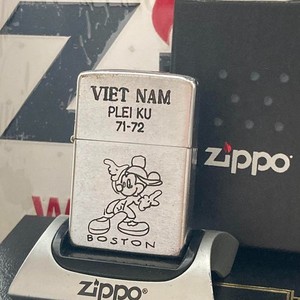 VIET NAM
PLEI KU
71-72
BOSTON
zippo
zippo